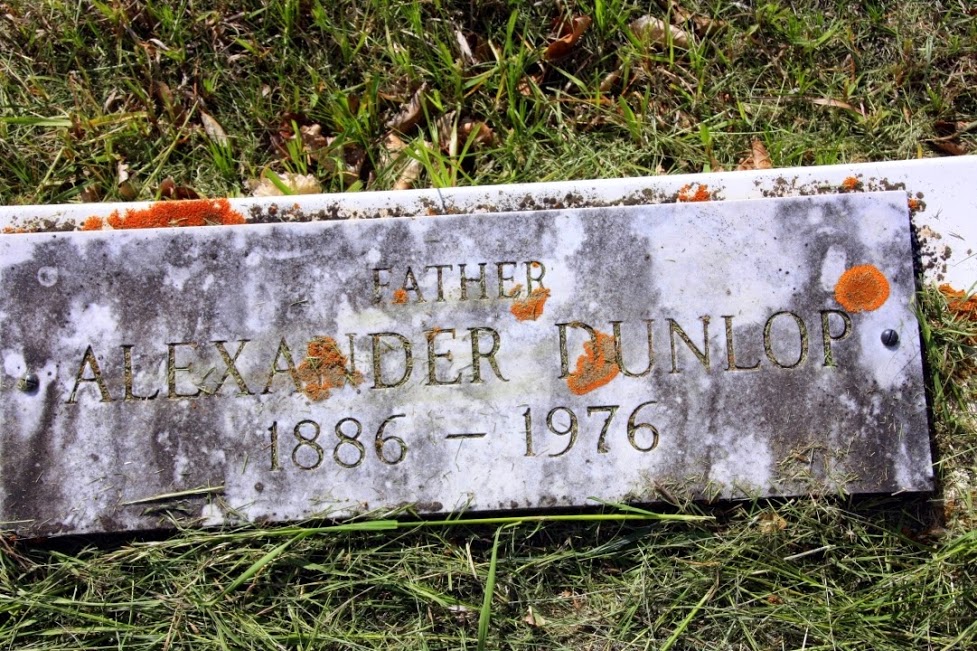 FATHER
ALEXANDER DUNLOP
1886 - 1976